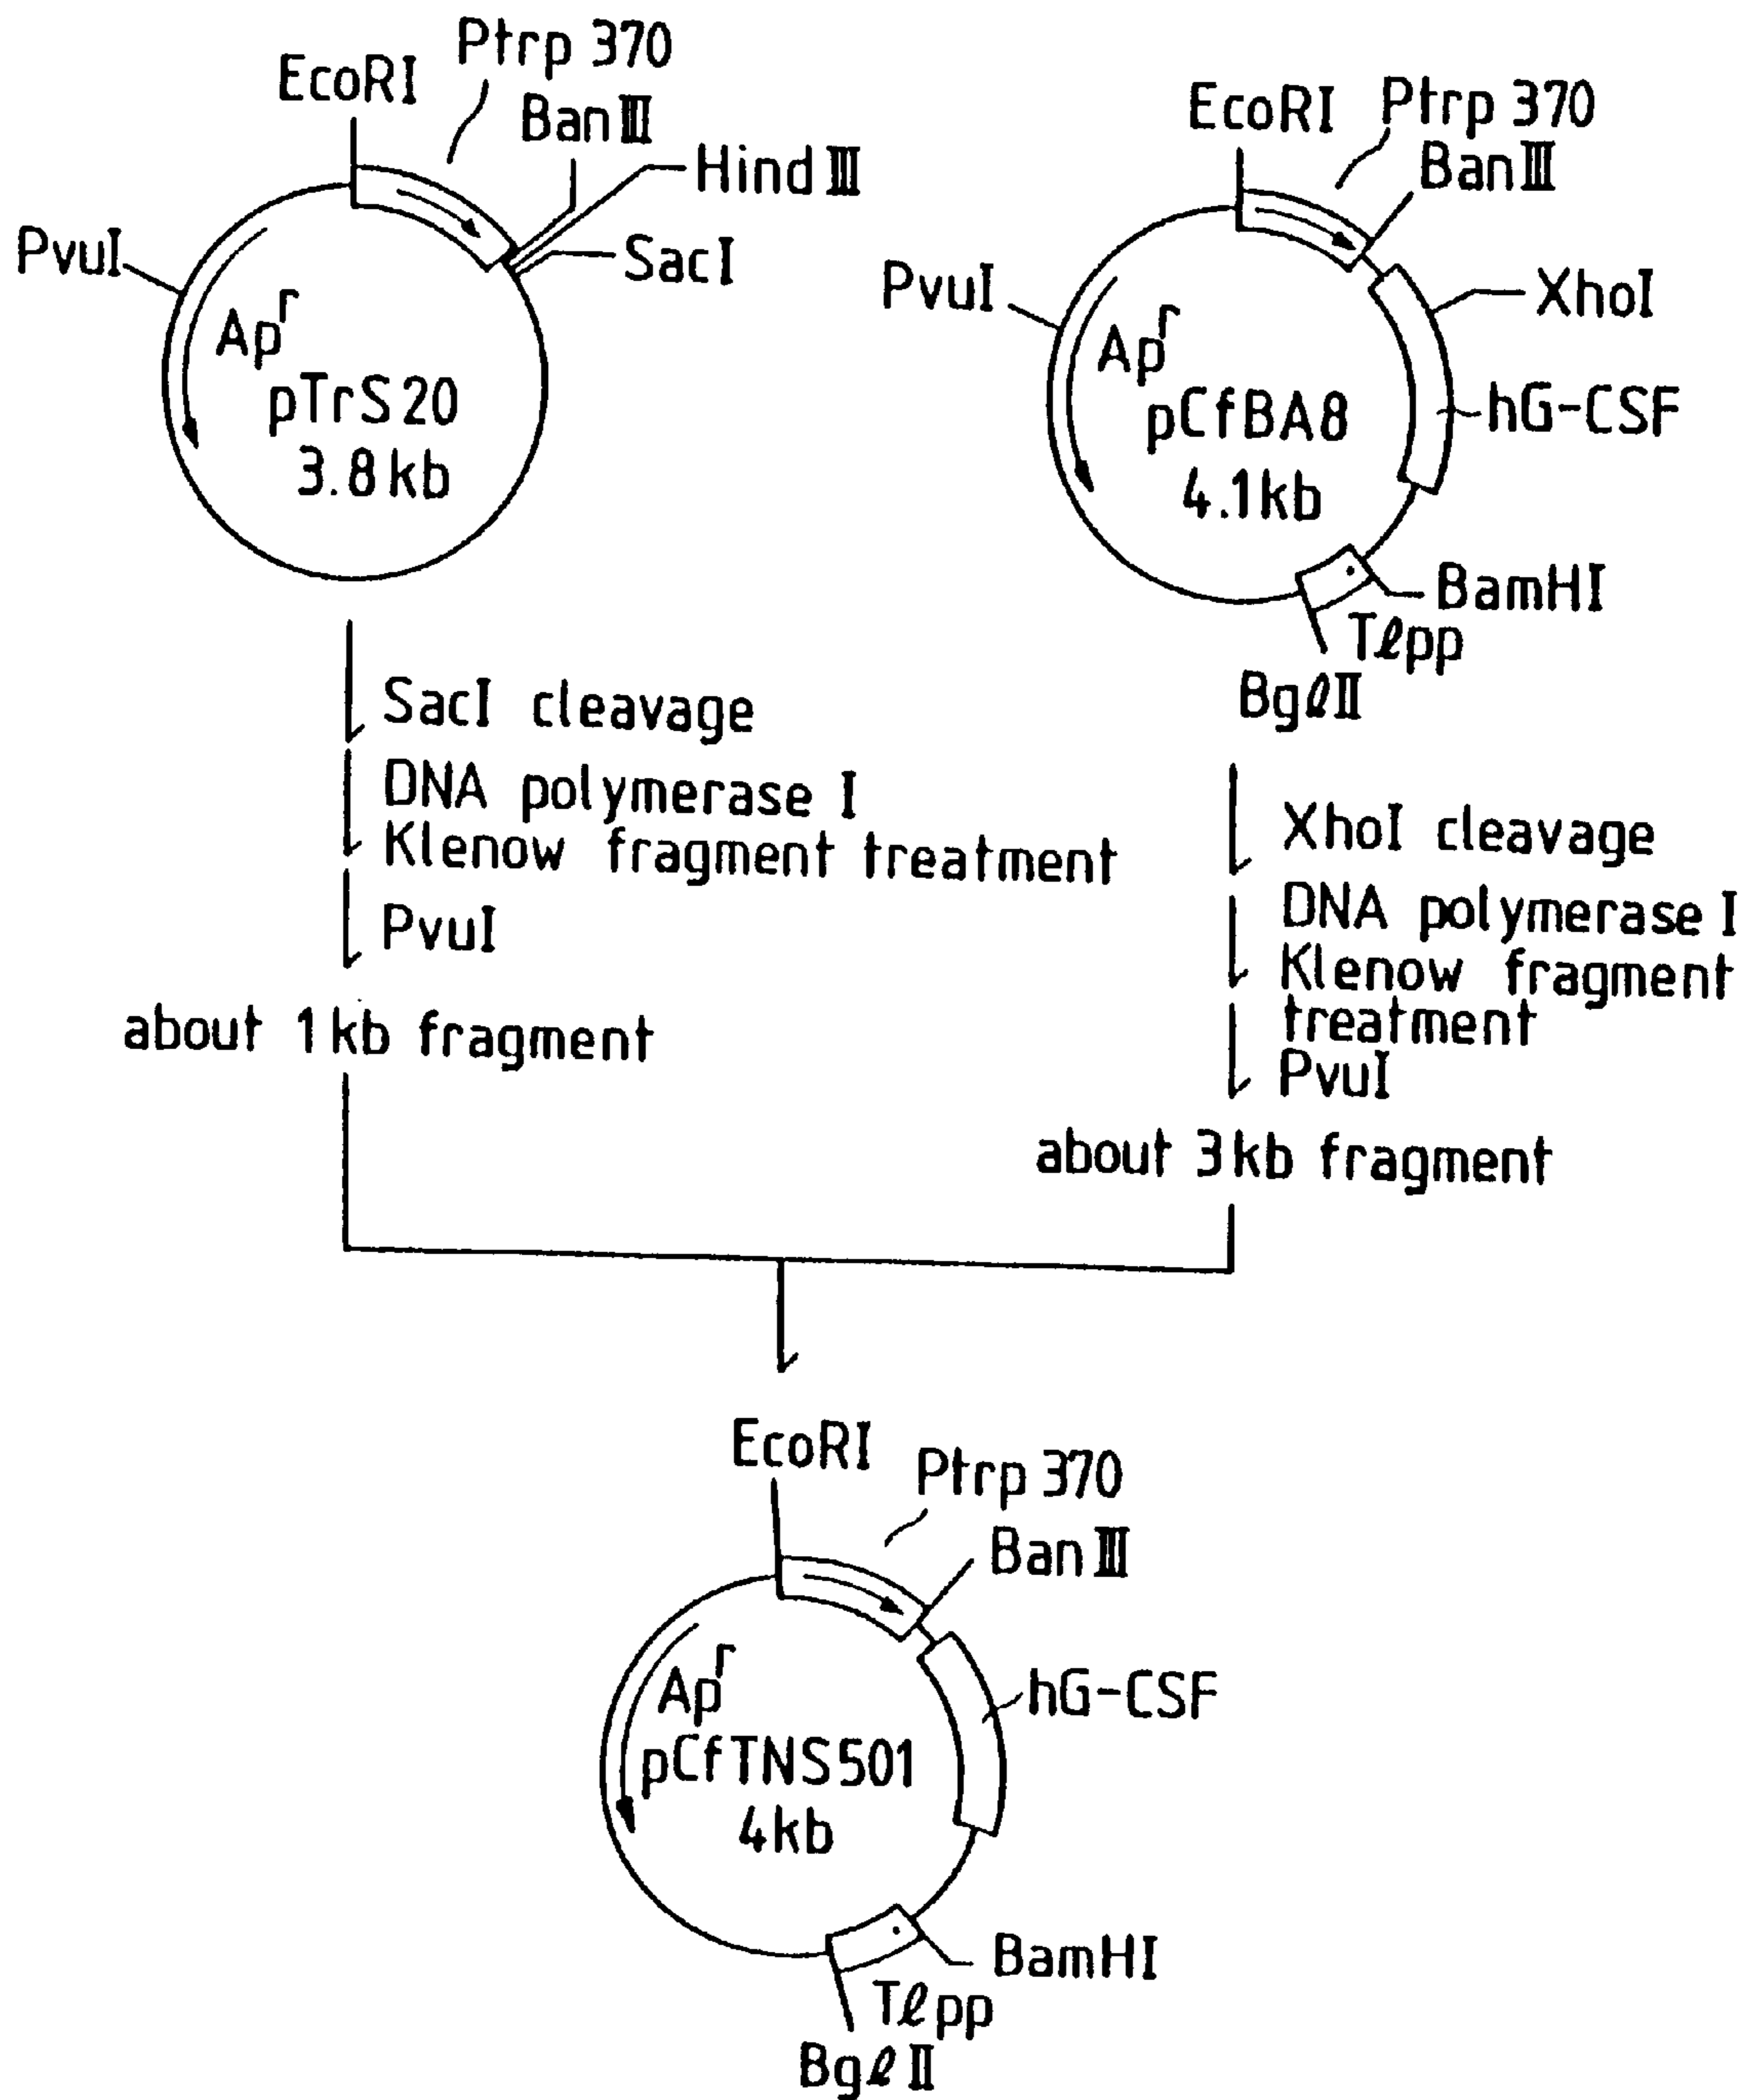 EcoRI
Ptrp 370
BanⅢ
HindⅢ
SacI
PvuI
Apʳ
pTrS20
3.8kb
SacI cleavage
DNA polymerase I
Klenow fragment treatment
PvuI
about 1kb fragment
EcoRI
Ptrp 370
BanⅢ
XhoI
PvuI
Apʳ
pCfBA8
4.1kb
hG-CSF
BamHI
Tℓpp
BgℓⅡ
XhoI cleavage
DNA polymerase I
Klenow fragment
treatment
PvuI
about 3kb fragment
EcoRI
Ptrp 370
BanⅢ
hG-CSF
Apʳ
pCfTNS501
4kb
BamHI
Tℓpp
BgℓⅡ